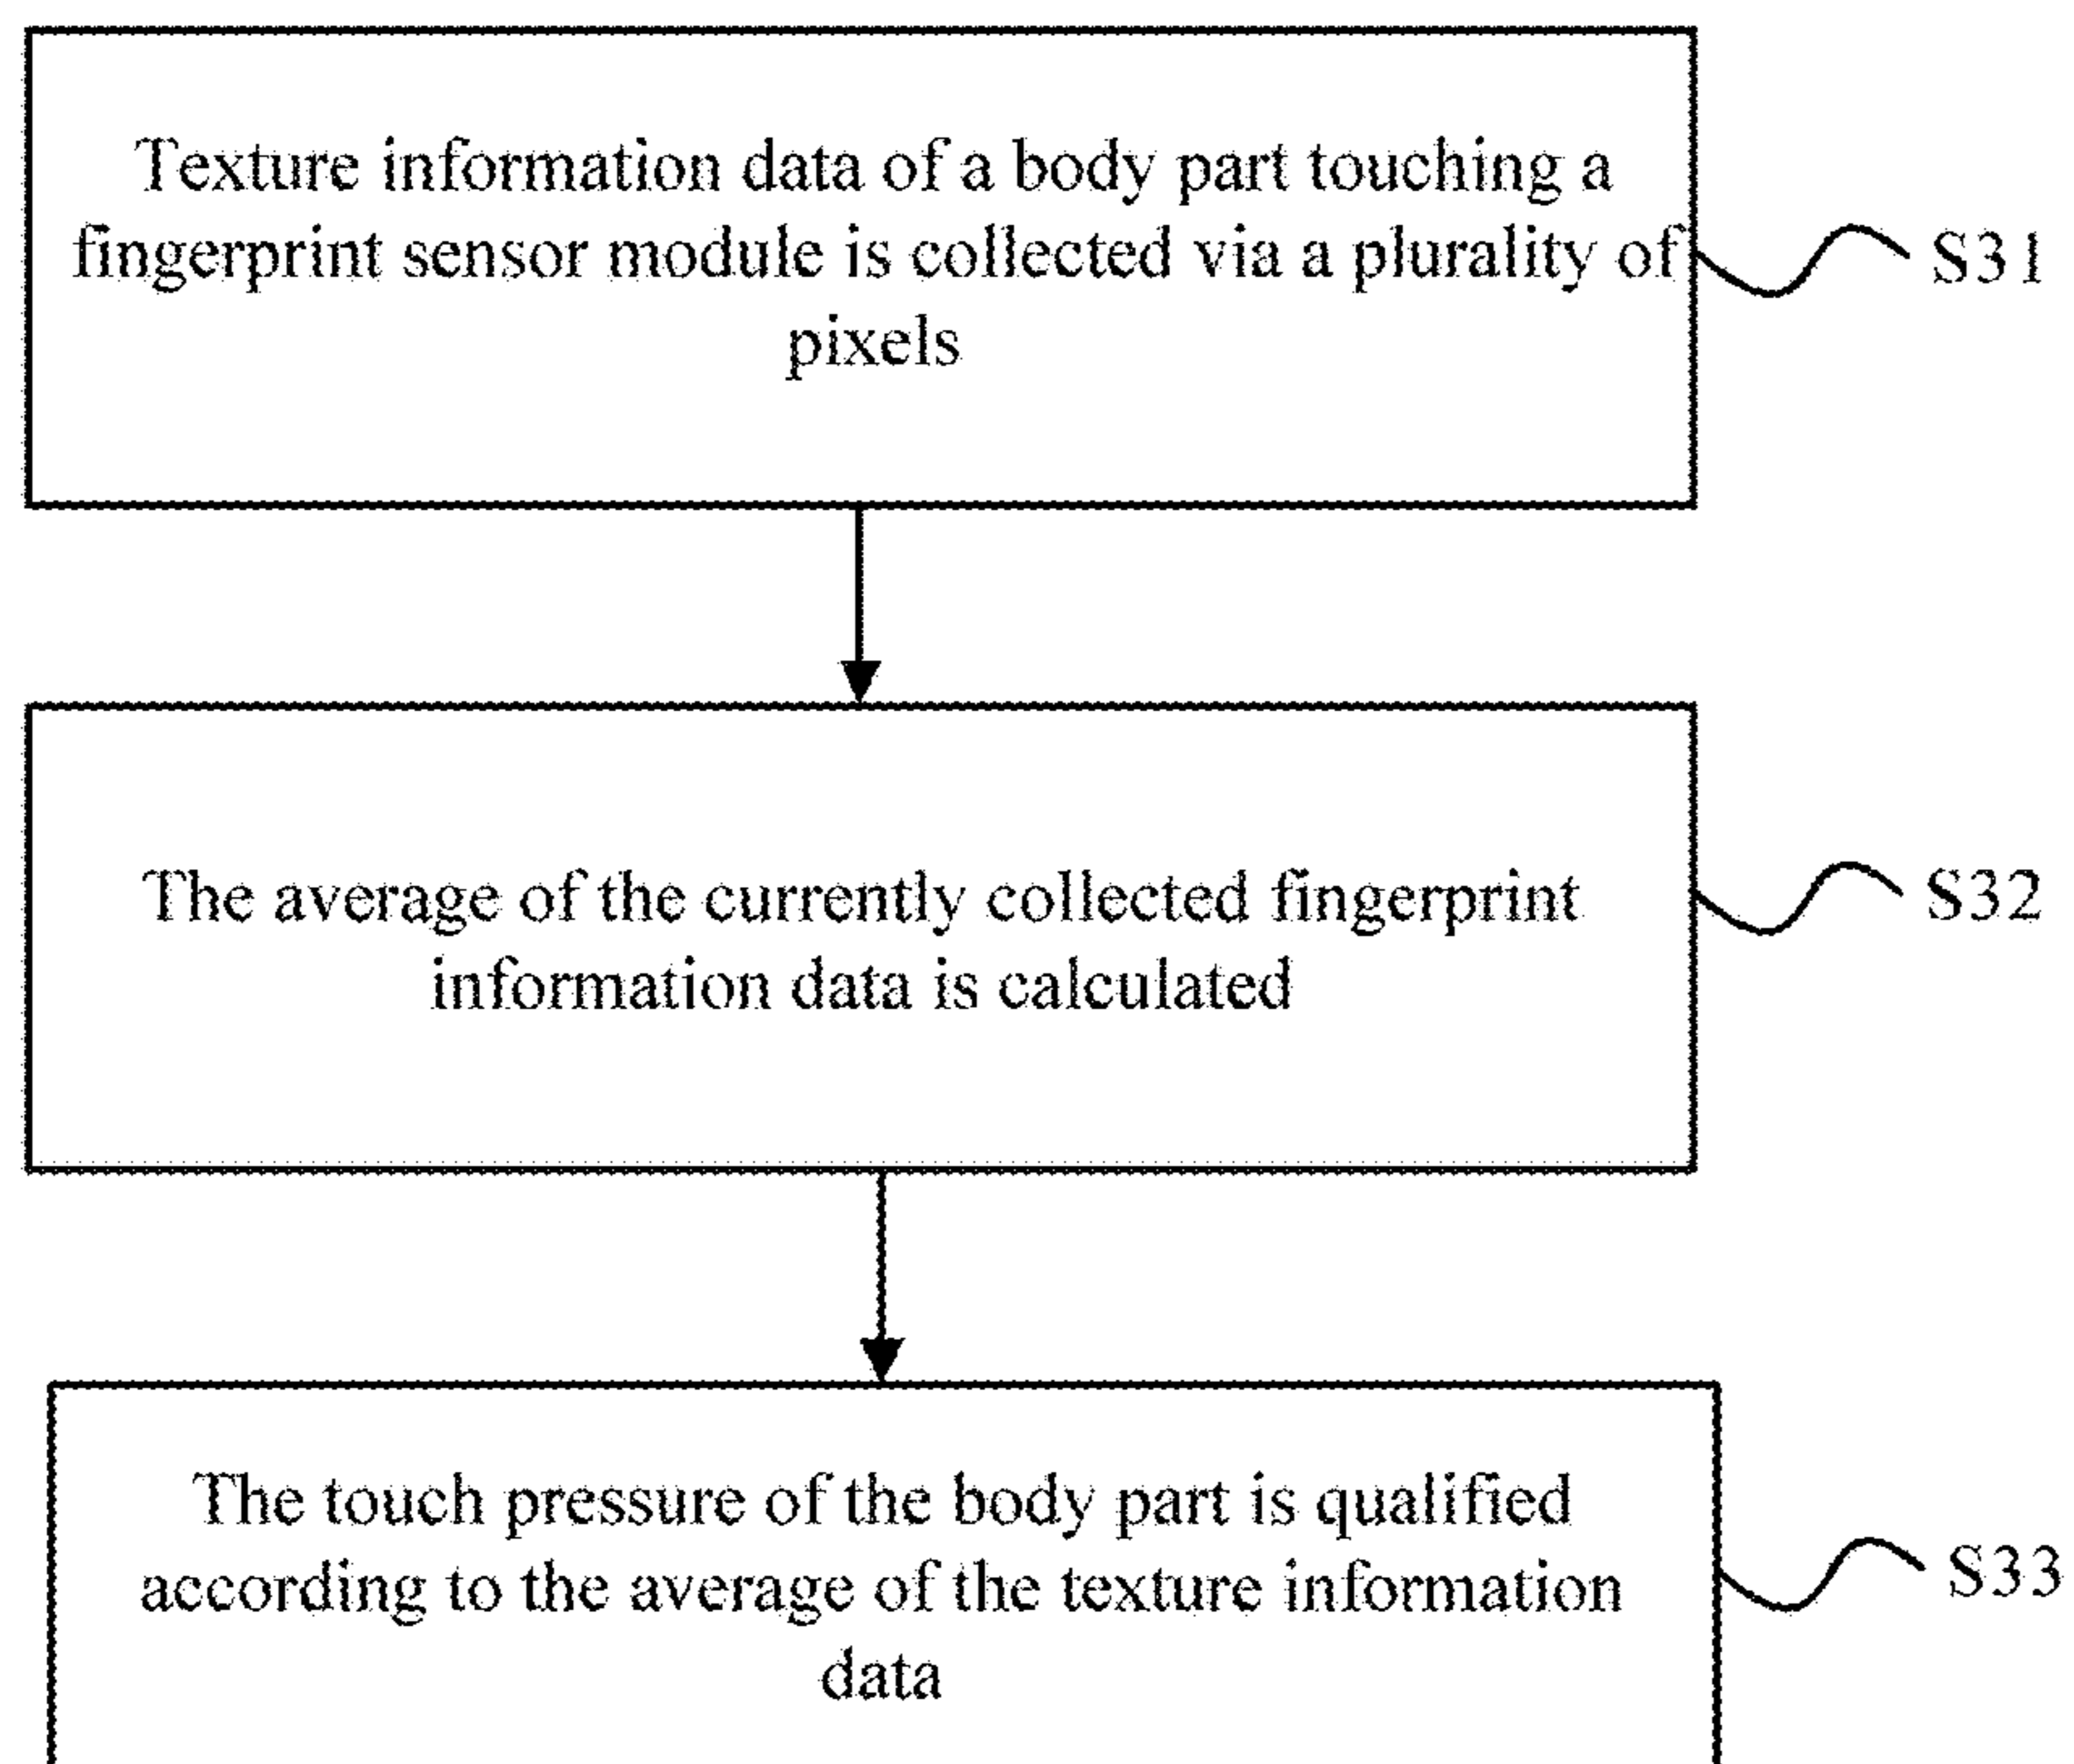 Texture information data of a body part touching a
fingerprint sensor module is collected via a plurality of
pixels
S31
The average of the currently collected fingerprint
information data is calculated
S32
The touch pressure of the body part is qualified
according to the average of the texture information
data
S33